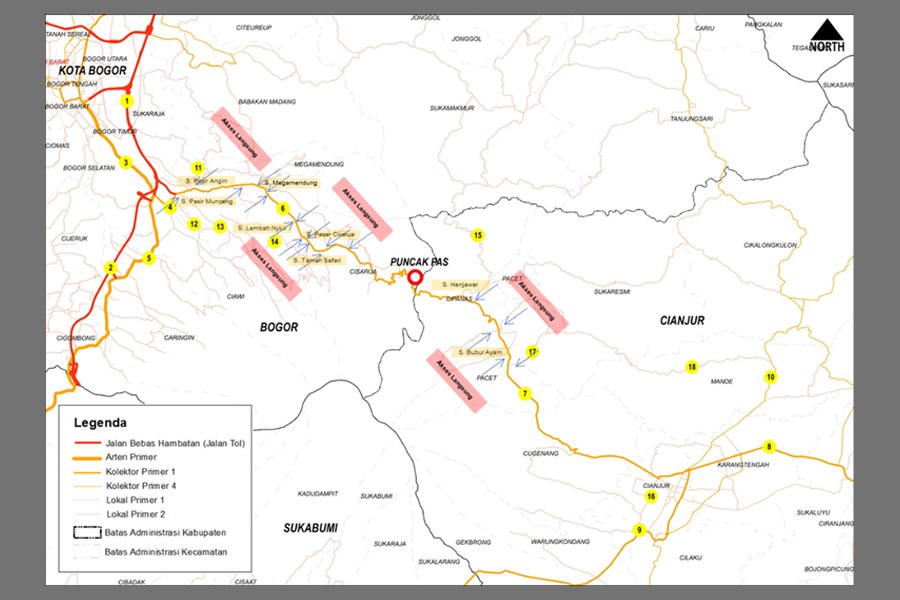 JONGGOL
CITEUREUP
CARIU
PANGKALAN
TANAH SEREAL
JONGGOL
NORTH
BOGOR UTARA
BARAT
KOTA BOGOR
BOGOR TENGAH
SUKASARI
1
BABAKAN MADANG
BOGOR BARAT
SUKARAJA
SUKAMAKMUR
TANJUNGSARI
BOGOR TIMUR
Akses Langsung
CIOMAS
3
BOGOR SELATAN
11
MEGAMENDUNG
S. Pasir Angin
S. Megamendung
S. Pasir Muncang
4
6
Akses Langsung
12
13
S. Lembah Nyiur
S. Pasar Cisarua
CIJERUK
14
15
CIKALONGKULON
5
S. Taman Safari
PUNCAK PAS
2
Akses Langsung
CISARUA
S. Hanjawar
PACET
CIPANAS
SUKARESMI
CIAWI
Akses Langsung
BOGOR
CIANJUR
CIGOMBONG
CARINGIN
S. Bubur Ayam
17
Akses Langsung
18
10
PACET
MANDE
7
Legenda
Jalan Bebas Hambatan (Jalan Tol)
Arteri Primer
Kolektor Primer 1
Kolektor Primer 4
Lokal Primer 1
Lokal Primer 2
Batas Administrasi Kabupaten
Batas Administrasi Kecamatan
8
CUGENANG
KARANGTENGAH
CIANJUR
16
KADUDAMPIT
SUKABUMI
SUKALUYU
SUKABUMI
9
CIRANJANG
SUKARAJA
GEKBRONG
WARUNGKONDANG
SUKALARANG
CILAKU
BOJONGPICUNG
CIBADAK
CISAAT